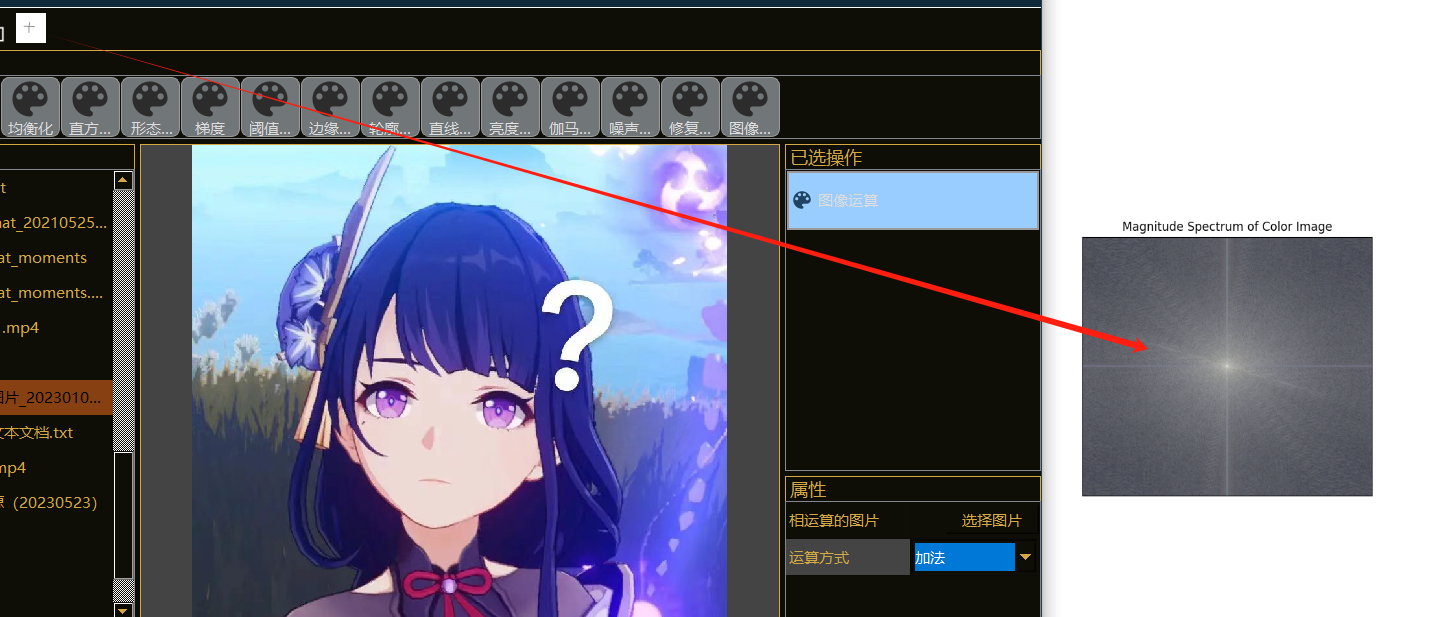 均衡化
直方...
形态...
梯度
阈值...
边缘...
轮廓...
直线...
亮度...
伽马...
噪声...
修复...
图像...
已选操作
图像运算
t
at_20210525...
at_moments
at_moments....
.mp4
片_2023010...
文本文档.txt
mp4
（20230523）
?
属性
相运算的图片
选择图片
运算方式
加法
Magnitude Spectrum of Color Image